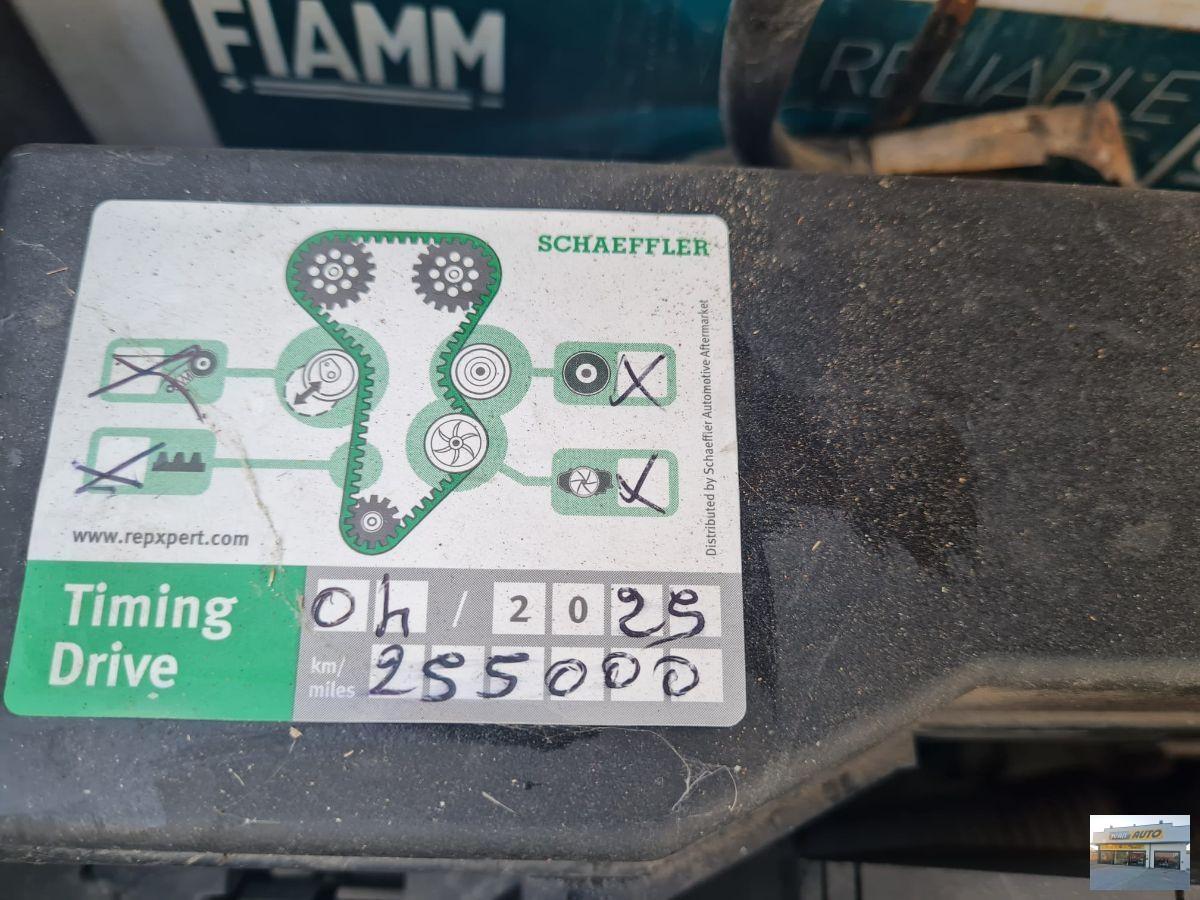 FIAMM
RELIABLE
SCHAEFFLER
Distributed by Schaeffler Automotive Aftermarket
www.repxpert.com
Timing
Drive
04 / 2025
km/
miles
255000
AUTO